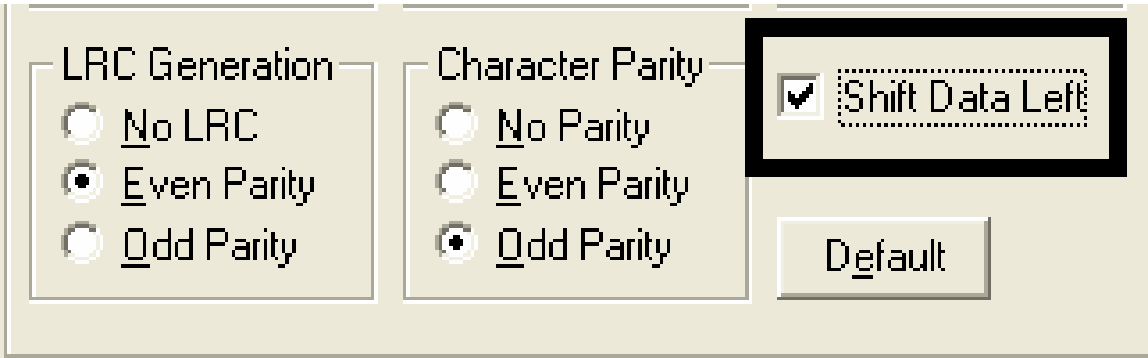 LRC Generation
No LRC
Even Parity
Odd Parity
Character Parity
No Parity
Even Parity
Odd Parity
Shift Data Left
Default